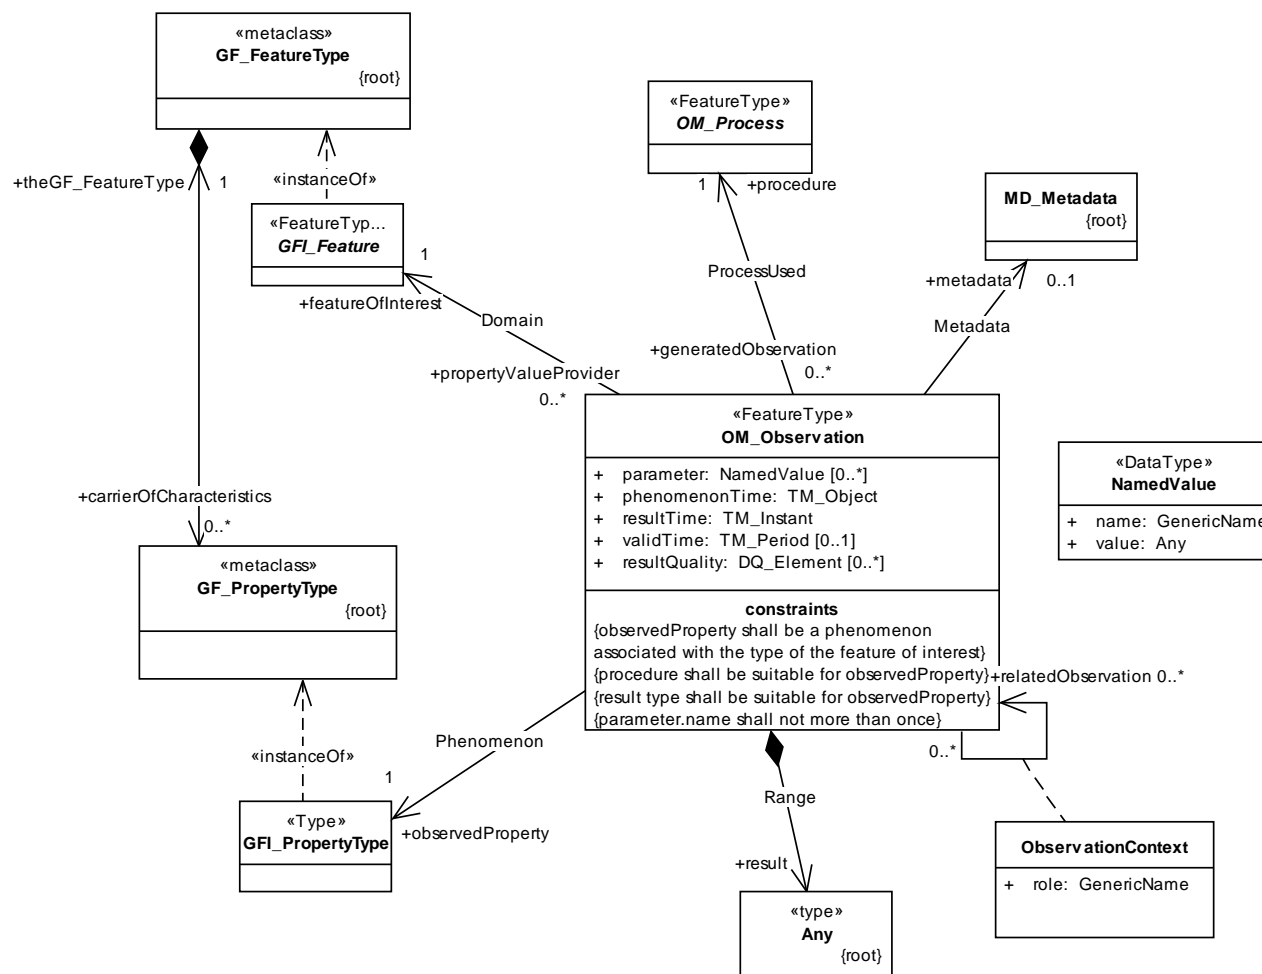 «metaclass»
GF_FeatureType
{root}
«FeatureType»
OM_Process
+theGF_FeatureType
1
«instanceOf»
1
+procedure
MD_Metadata
{root}
«FeatureTyp...
GFI_Feature
1
+featureOfInterest
ProcessUsed
+metadata
0..1
Domain
Metadata
+generatedObservation
0..*
+propertyValueProvider
0..*
«FeatureType»
OM_Observation
+ parameter: NamedValue [0..*]
+ phenomenonTime: TM_Object
+ resultTime: TM_Instant
+ validTime: TM_Period [0..1]
+ resultQuality: DQ_Element [0..*]
constraints
{observedProperty shall be a phenomenon
associated with the type of the feature of interest}
{procedure shall be suitable for observedProperty}
{result type shall be suitable for observedProperty}
{parameter.name shall not more than once}
«DataType»
NamedValue
+ name: GenericName
+ value: Any
+carrierOfCharacteristics
0..*
«metaclass»
GF_PropertyType
{root}
+relatedObservation 0..*
0..*
Phenomenon
«instanceOf»
1
+observedProperty
«Type»
GFI_PropertyType
Range
+result
«type»
Any
{root}
ObservationContext
+ role: GenericName